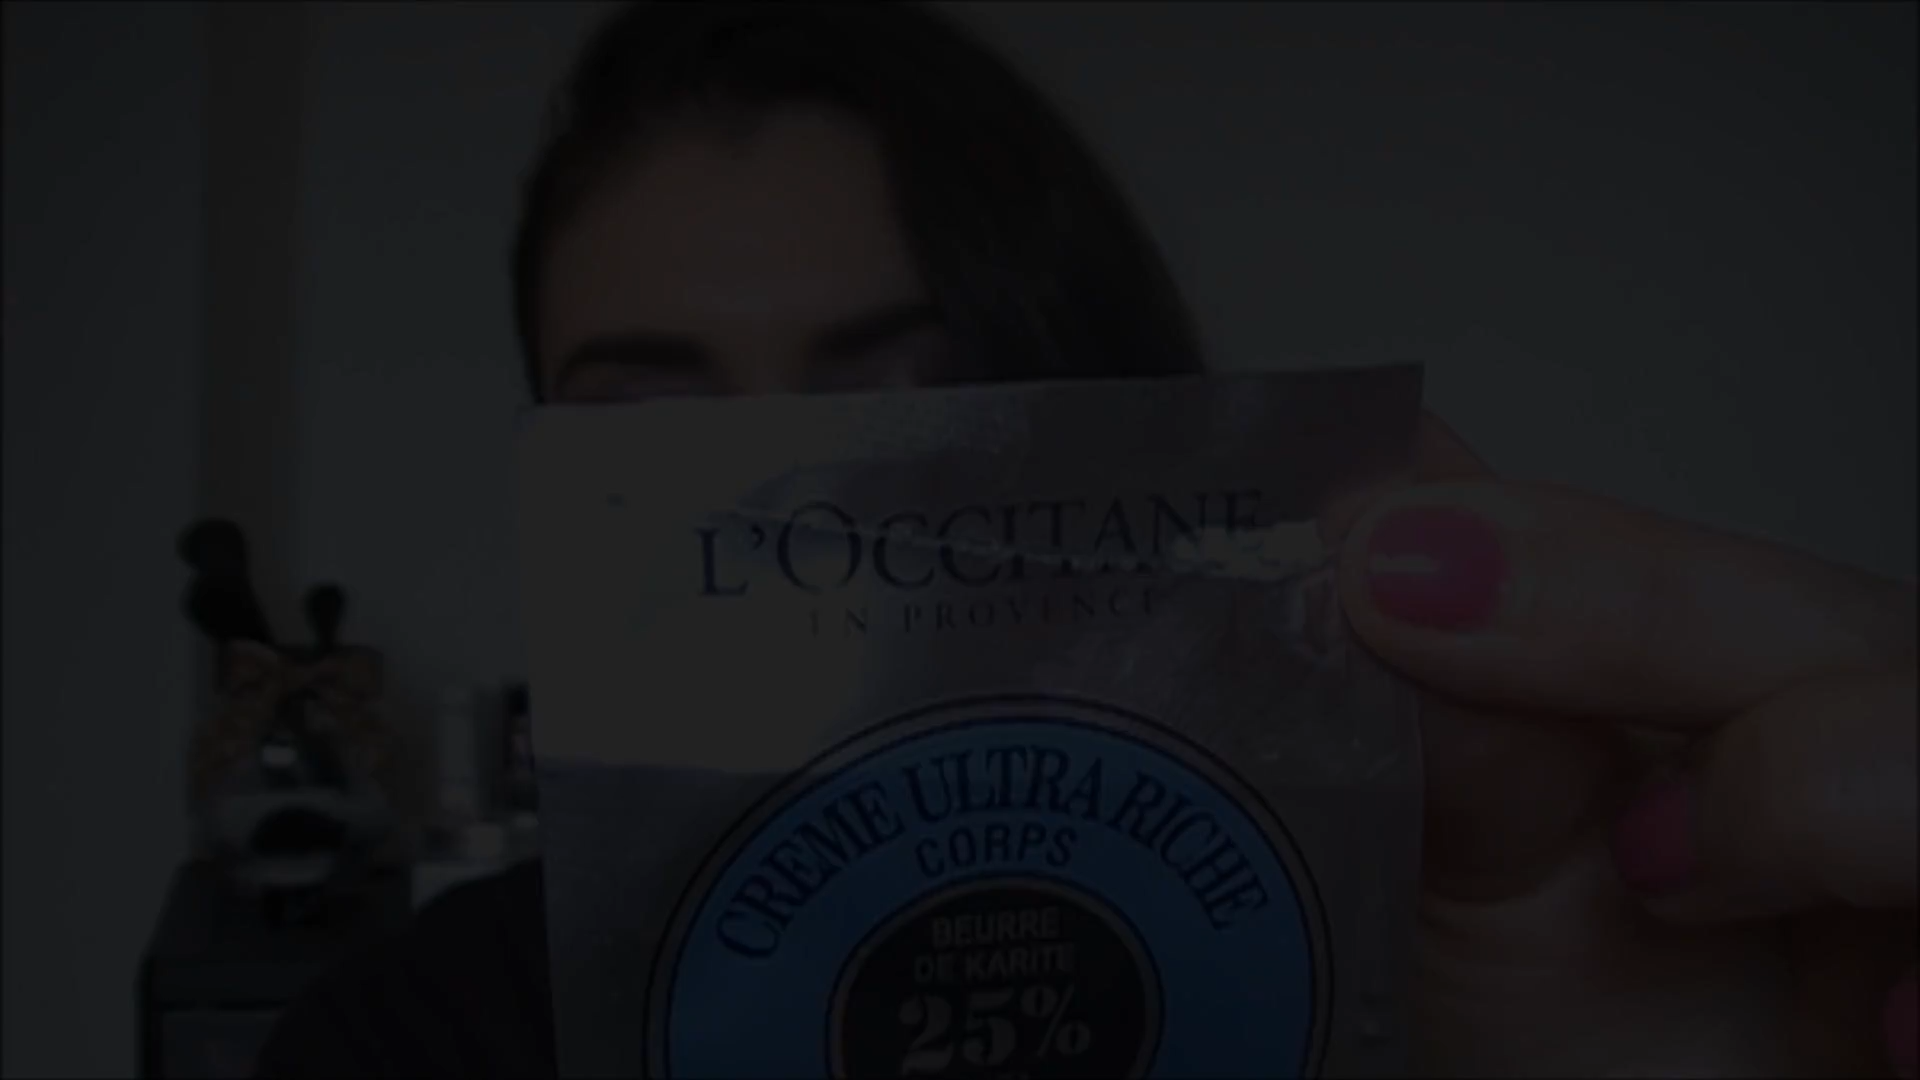 L'OCCITANE
EN PROVENCE
CREME ULTRA RICHE
CORPS
BEURRE
DE KARITE
25%